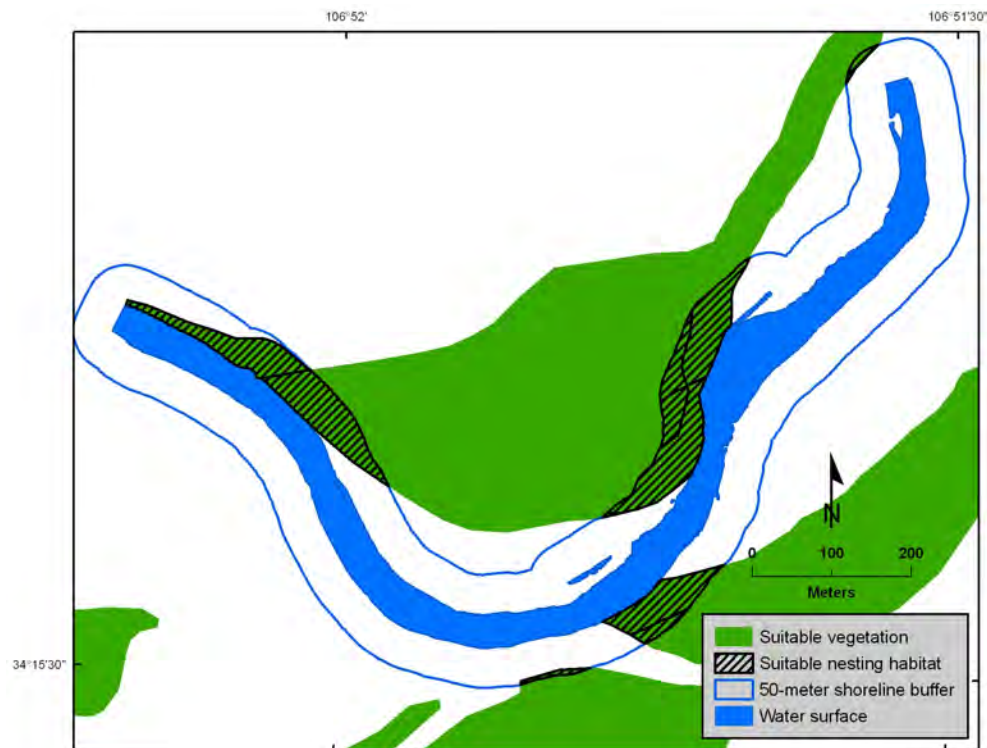 106°52'
106°51'30"
34°15'30"
N
0 100 200
Meters
Suitable vegetation
Suitable nesting habitat
50-meter shoreline buffer
Water surface